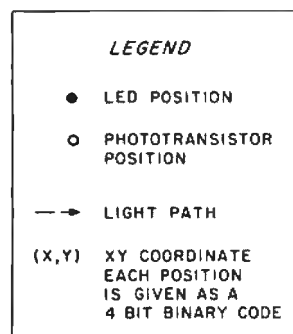 LEGEND
LED POSITION
PHOTOTRANSISTOR
POSITION
LIGHT PATH
(X,Y) XY COORDINATE
EACH POSITION
IS GIVEN AS A
4 BIT BINARY CODE